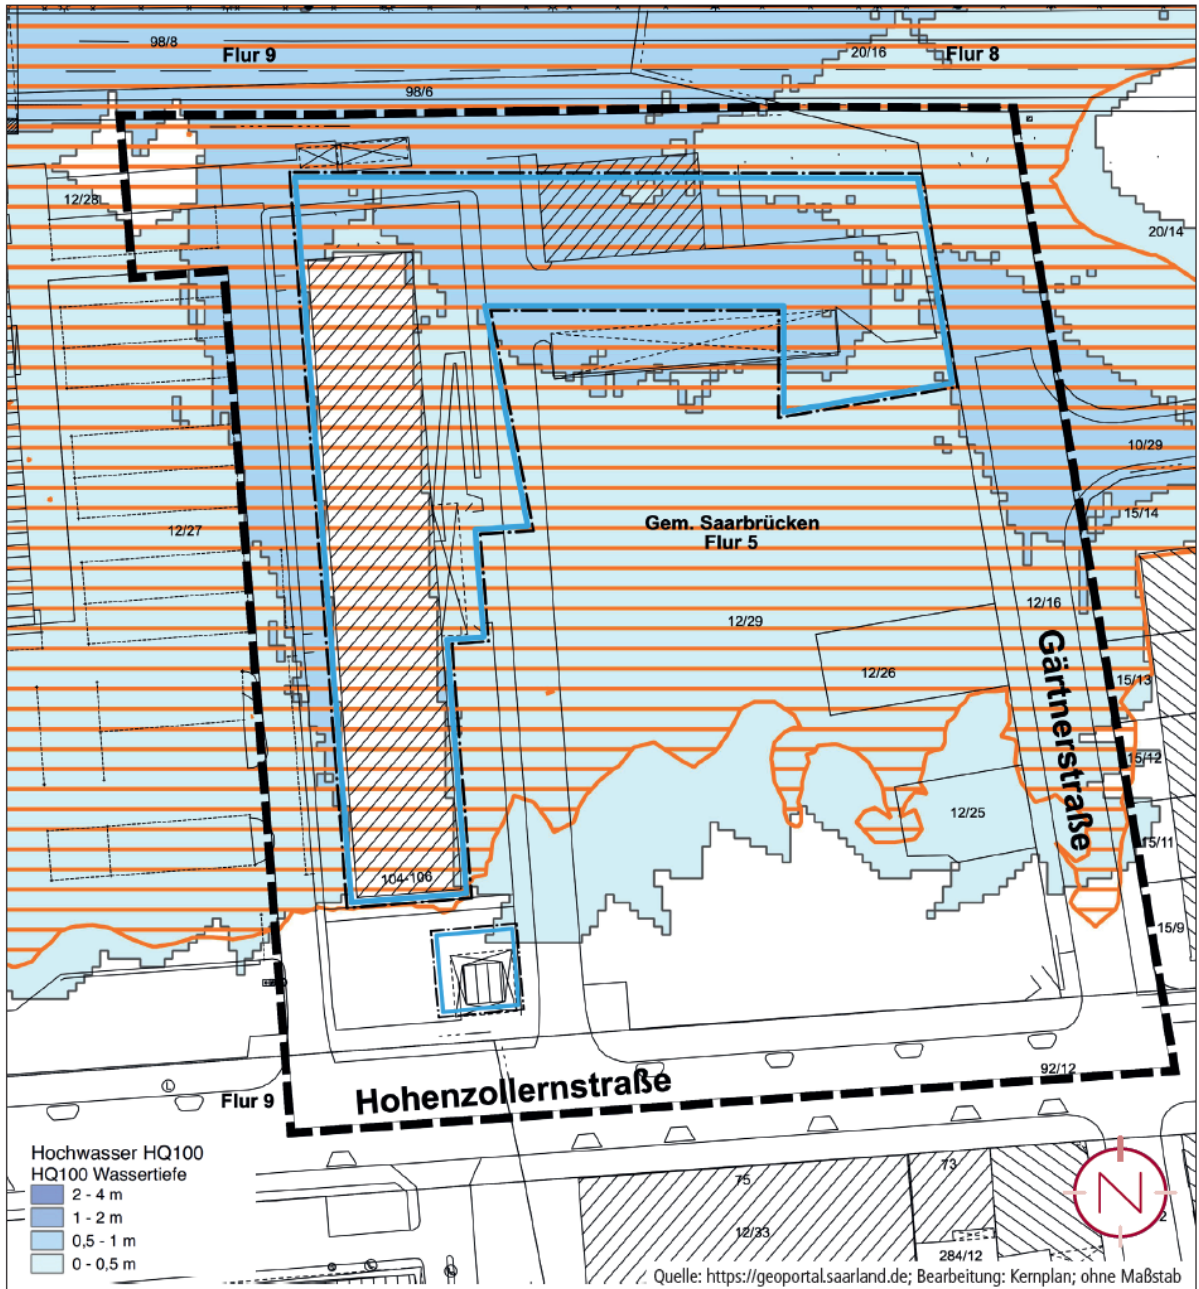 98/8
Flur 9
20/16
Flur 8
98/6
12/28
20/14
10/29
15/14
Gem. Saarbrücken
Flur 5
12/27
12/16
12/29
Gärtnerstraße
12/26
15/13
15/12
12/25
15/11
104-106
15/9
92/12
Hohenzollernstraße
Flur 9
L
Hochwasser HQ100
HQ100 Wassertiefe
2 - 4 m
1 - 2 m
0,5 - 1 m
0 - 0,5 m
75
73
N
2
12/33
284/12
L
L
Quelle: https://geoportal.saarland.de; Bearbeitung: Kernplan; ohne Maßstab